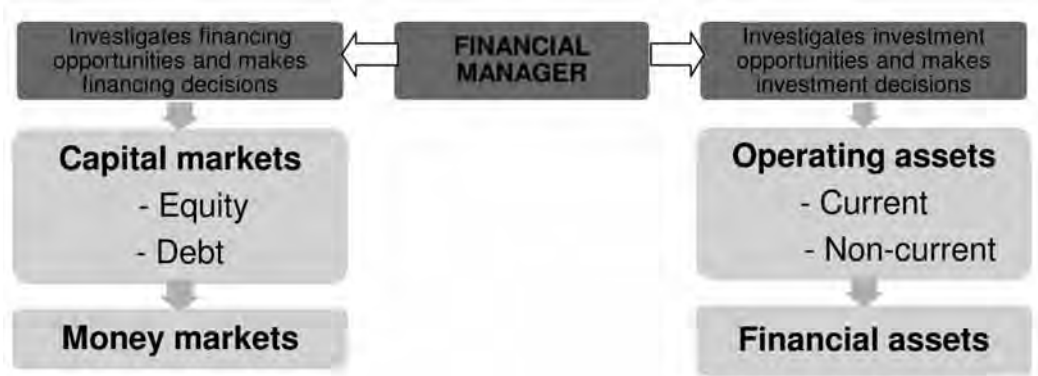 Investigates financing
opportunities and makes
financing decisions
FINANCIAL
MANAGER
Investigates investment
opportunities and makes
investment decisions
Capital markets
- Equity
- Debt
Operating assets
- Current
- Non-current
Money markets
Financial assets